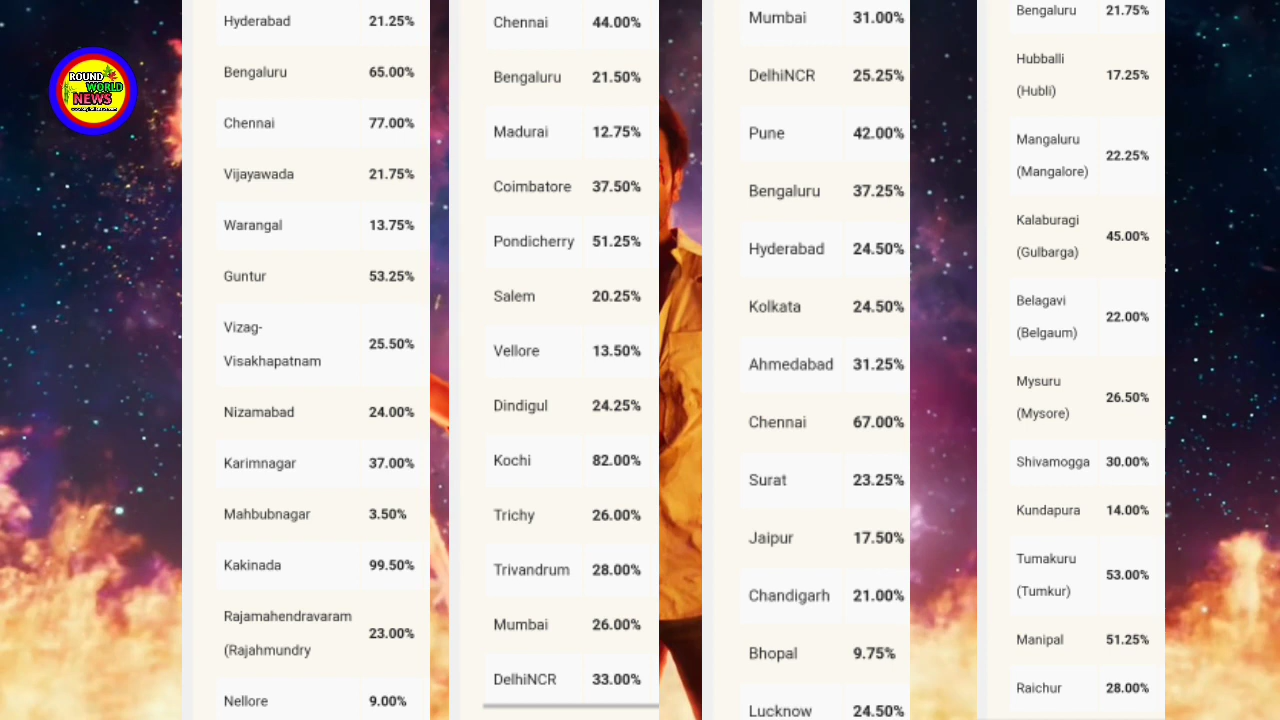 ROUND
WORLD
NEWS
Hyderabad 21.25%
Bengaluru 65.00%
Chennai 77.00%
Vijayawada 21.75%
Warangal 13.75%
Guntur 53.25%
Vizag-
Visakhapatnam 25.50%
Nizamabad 24.00%
Karimnagar 37.00%
Mahbubnagar 3.50%
Kakinada 99.50%
Rajamahendravaram
(Rajahmundry 23.00%
Nellore 9.00%
Chennai 44.00%
Bengaluru 21.50%
Madurai 12.75%
Coimbatore 37.50%
Pondicherry 51.25%
Salem 20.25%
Vellore 13.50%
Dindigul 24.25%
Kochi 82.00%
Trichy 26.00%
Trivandrum 28.00%
Mumbai 26.00%
DelhiNCR 33.00%
Mumbai 31.00%
DelhiNCR 25.25%
Pune 42.00%
Bengaluru 37.25%
Hyderabad 24.50%
Kolkata 24.50%
Ahmedabad 31.25%
Chennai 67.00%
Surat 23.25%
Jaipur 17.50%
Chandigarh 21.00%
Bhopal 9.75%
Lucknow 24.50%
Bengaluru 21.75%
Hubballi
(Hubli) 17.25%
Mangaluru
(Mangalore) 22.25%
Kalaburagi
(Gulbarga) 45.00%
Belagavi
(Belgaum) 22.00%
Mysuru
(Mysore) 26.50%
Shivamogga 30.00%
Kundapura 14.00%
Tumakuru
(Tumkur) 53.00%
Manipal 51.25%
Raichur 28.00%